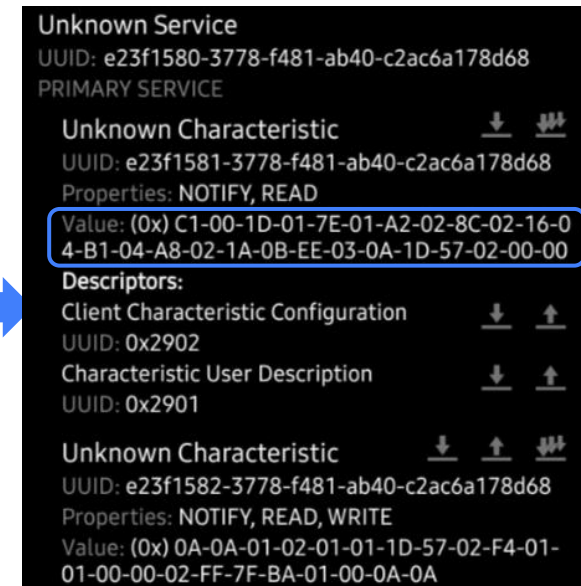 Unknown Service
UUID: e23f1580-3778-f481-ab40-c2ac6a178d68
PRIMARY SERVICE
Unknown Characteristic
UUID: e23f1581-3778-f481-ab40-c2ac6a178d68
Properties: NOTIFY, READ
Value: (0x) C1-00-1D-01-7E-01-A2-02-8C-02-16-0
4-B1-04-A8-02-1A-0B-EE-03-0A-1D-57-02-00-00
Descriptors:
Client Characteristic Configuration
UUID: 0x2902
Characteristic User Description
UUID: 0x2901
Unknown Characteristic
UUID: e23f1582-3778-f481-ab40-c2ac6a178d68
Properties: NOTIFY, READ, WRITE
Value: (0x) 0A-0A-01-02-01-01-1D-57-02-F4-01-
01-00-00-02-FF-7F-BA-01-00-0A-0A